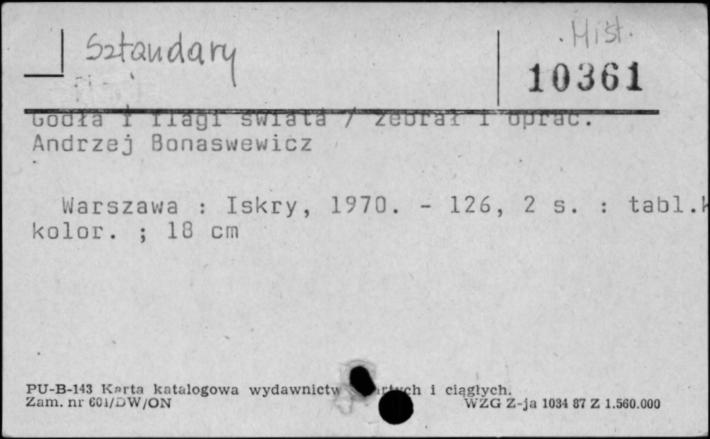 Sztandary
Hist.
10361
Godła i flagi świata / zebrał i oprac.
Andrzej Bonaswewicz
Warszawa : Iskry, 1970. - 126, 2 s. : tabl.k
kolor. ; 18 cm
PU-B-143 Karta katalogowa wydawnictw i ciągłych.
Zam. nr 601/DW/ON
WZG Z-ja 1034 87 Z 1.560.000